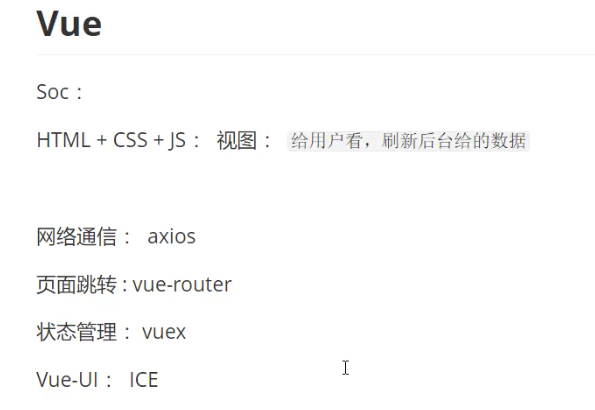 Vue
Soc：
HTML + CSS + JS： 视图： 给用户看，刷新后台给的数据
网络通信： axios
页面跳转 : vue-router
状态管理：vuex
Vue-UI： ICE